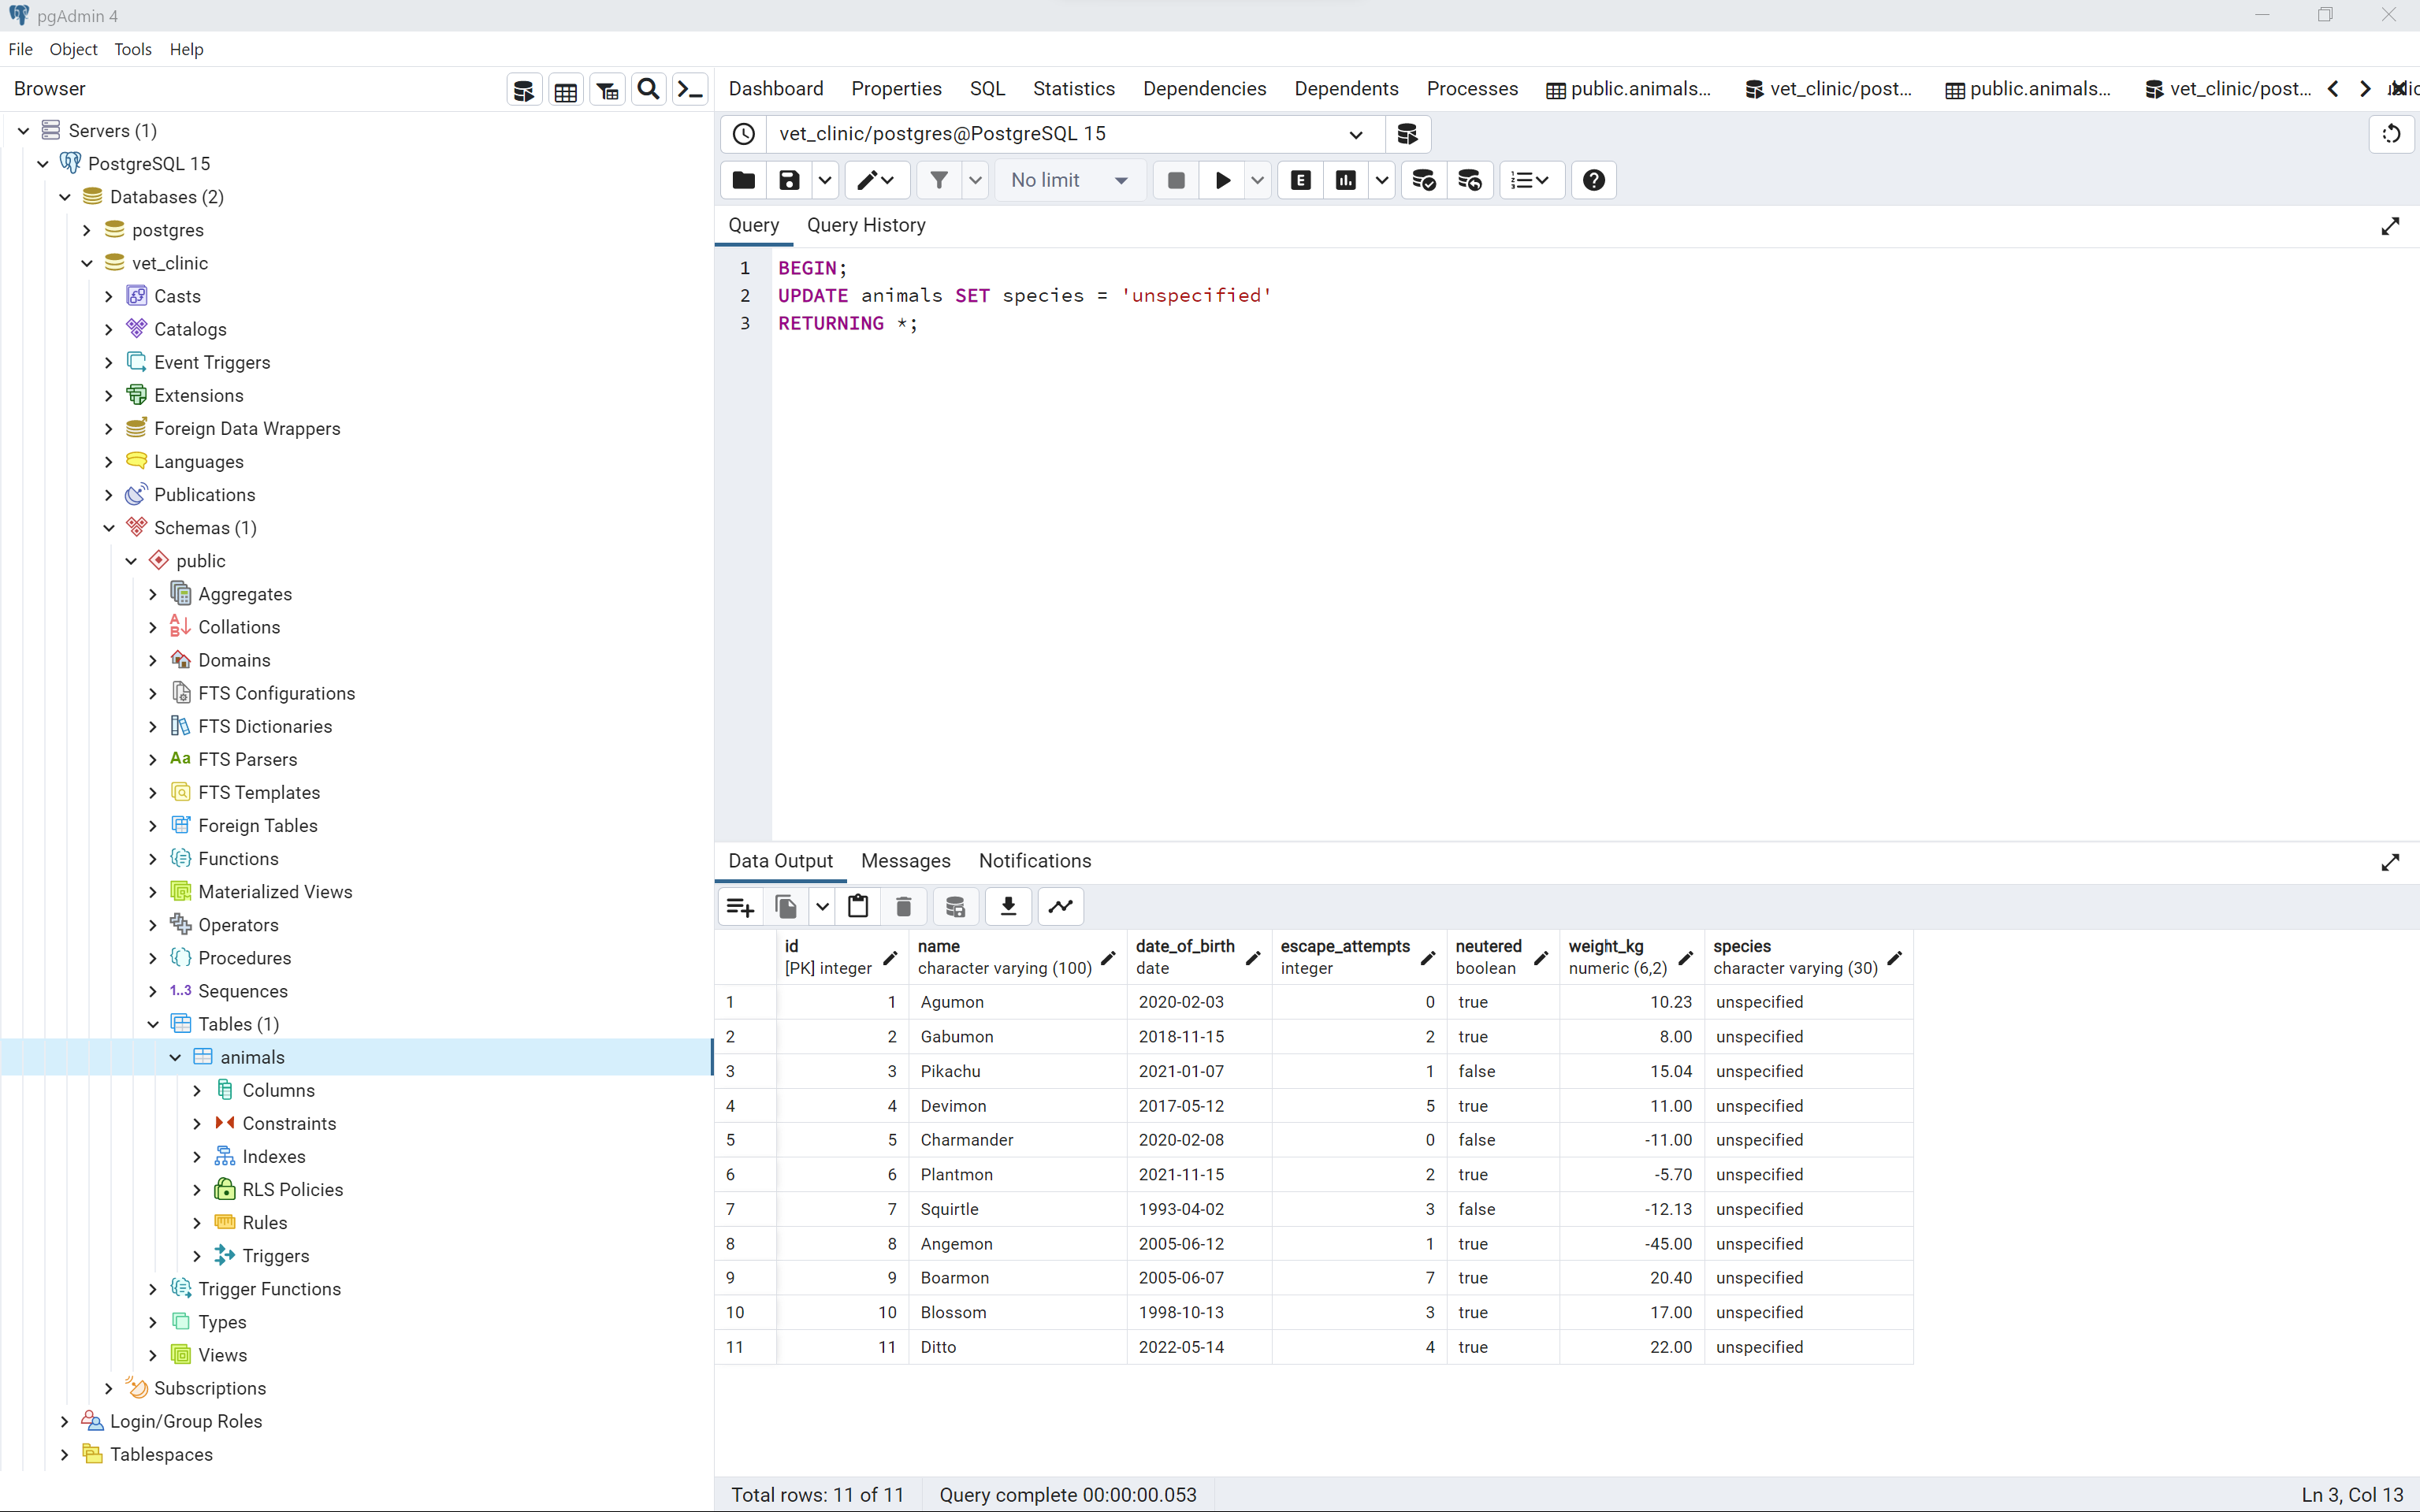 pgAdmin 4
File Object Tools Help
Browser
Servers (1)
PostgreSQL 15
Databases (2)
postgres
vet_clinic
Casts
Catalogs
Event Triggers
Extensions
Foreign Data Wrappers
Languages
Publications
Schemas (1)
public
Aggregates
Collations
Domains
FTS Configurations
FTS Dictionaries
Aa FTS Parsers
FTS Templates
Foreign Tables
Functions
Materialized Views
Operators
Procedures
1..3 Sequences
Tables (1)
animals
Columns
Constraints
Indexes
RLS Policies
Rules
Triggers
Trigger Functions
Types
Views
Subscriptions
Login/Group Roles
Tablespaces
Dashboard Properties SQL Statistics Dependencies Dependents Processes public.animals... vet_clinic/post... public.animals... vet_clinic/post...
vet_clinic/postgres@PostgreSQL 15
No limit E
Query Query History
1 BEGIN;
2 UPDATE animals SET species = 'unspecified'
3 RETURNING *;
Data Output Messages Notifications
id name date_of_birth escape_attempts neutered weight_kg species
[PK] integer character varying (100) date integer boolean numeric (6,2) character varying (30)
1 1 Agumon 2020-02-03 0 true 10.23 unspecified
2 2 Gabumon 2018-11-15 2 true 8.00 unspecified
3 3 Pikachu 2021-01-07 1 false 15.04 unspecified
4 4 Devimon 2017-05-12 5 true 11.00 unspecified
5 5 Charmander 2020-02-08 0 false -11.00 unspecified
6 6 Plantmon 2021-11-15 2 true -5.70 unspecified
7 7 Squirtle 1993-04-02 3 false -12.13 unspecified
8 8 Angemon 2005-06-12 1 true -45.00 unspecified
9 9 Boarmon 2005-06-07 7 true 20.40 unspecified
10 10 Blossom 1998-10-13 3 true 17.00 unspecified
11 11 Ditto 2022-05-14 4 true 22.00 unspecified
Total rows: 11 of 11 Query complete 00:00:00.053 Ln 3, Col 13